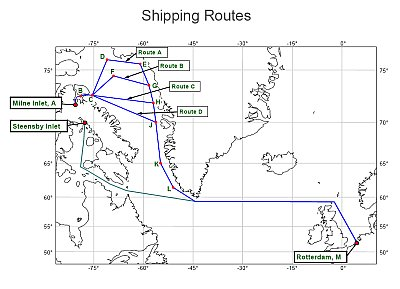 Shipping Routes
-75° -60° -45° -30° -15° 0°
D
Route A
E
Route B
75° 75°
F
G
Route C
B
C
H
Milne Inlet, A
Route D
Steensby Inlet
J
70° 70°
K
65° 65°
L
60° 60°
55° 55°
Rotterdam, M
50° 50°
-75° -60° -45° -30° -15° 0°